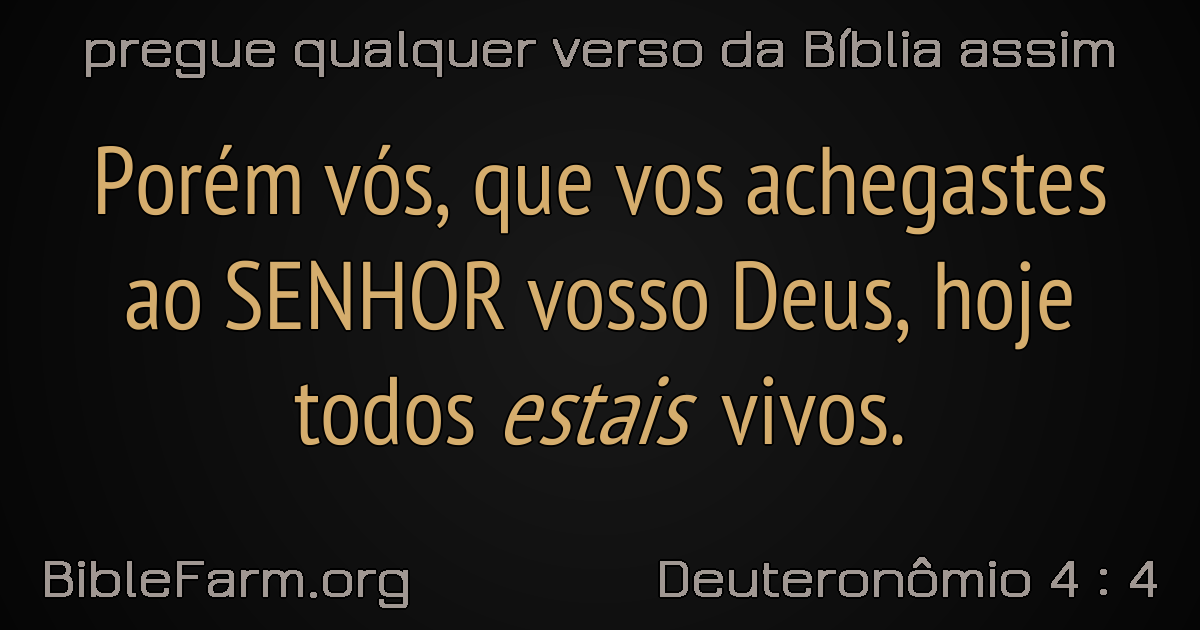 pregue qualquer verso da Bíblia assim
Porém vós, que vos achegastes
ao SENHOR vosso Deus, hoje
todos estais vivos.
BibleFarm.org
Deuteronômio 4 : 4